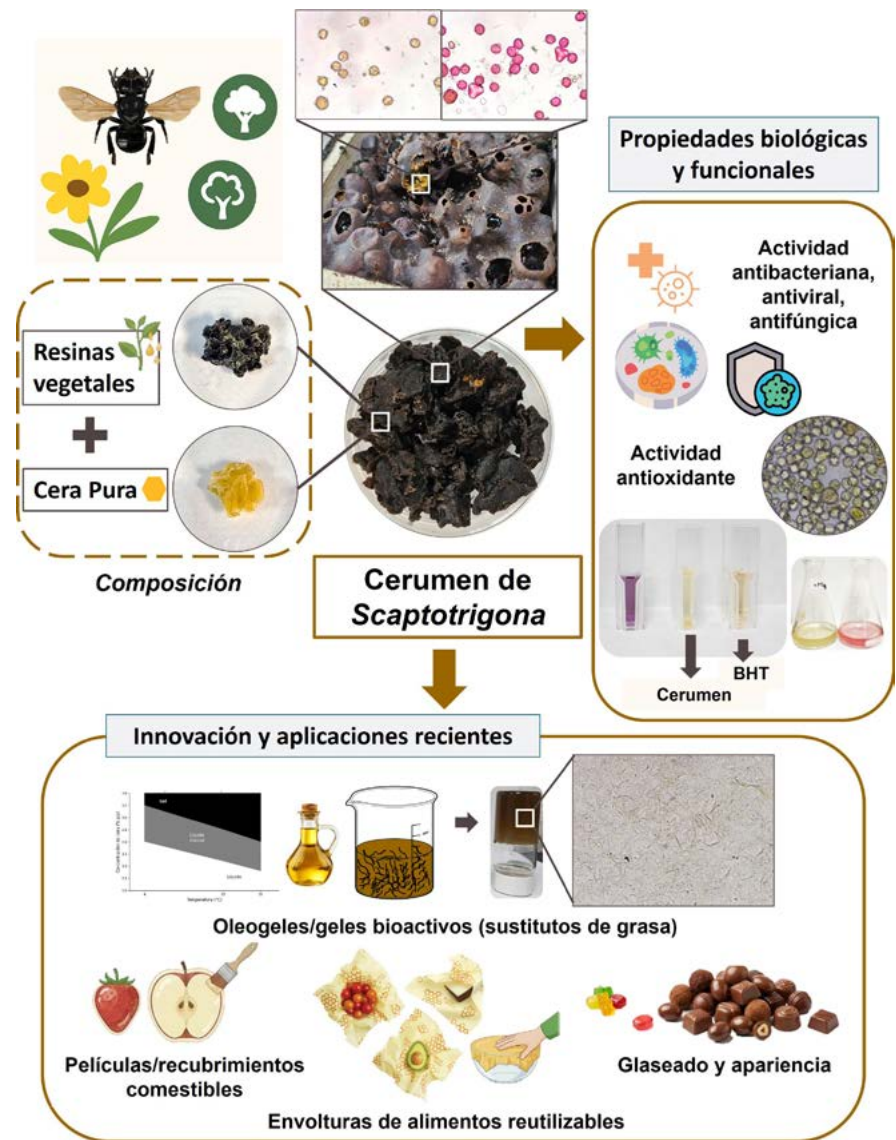 Propiedades biológicas
y funcionales
Actividad
antibacteriana,
antiviral,
antifúngica
Resinas
vegetales
Cera Pura
Composición
Actividad
antioxidante
BHT
Cerumen
Cerumen de
Scaptotrigona
Innovación y aplicaciones recientes
Temperatura (°C)
Oleogeles/geles bioactivos (sustitutos de grasa)
Películas/recubrimientos
comestibles
Glaseado y apariencia
Envolturas de alimentos reutilizables